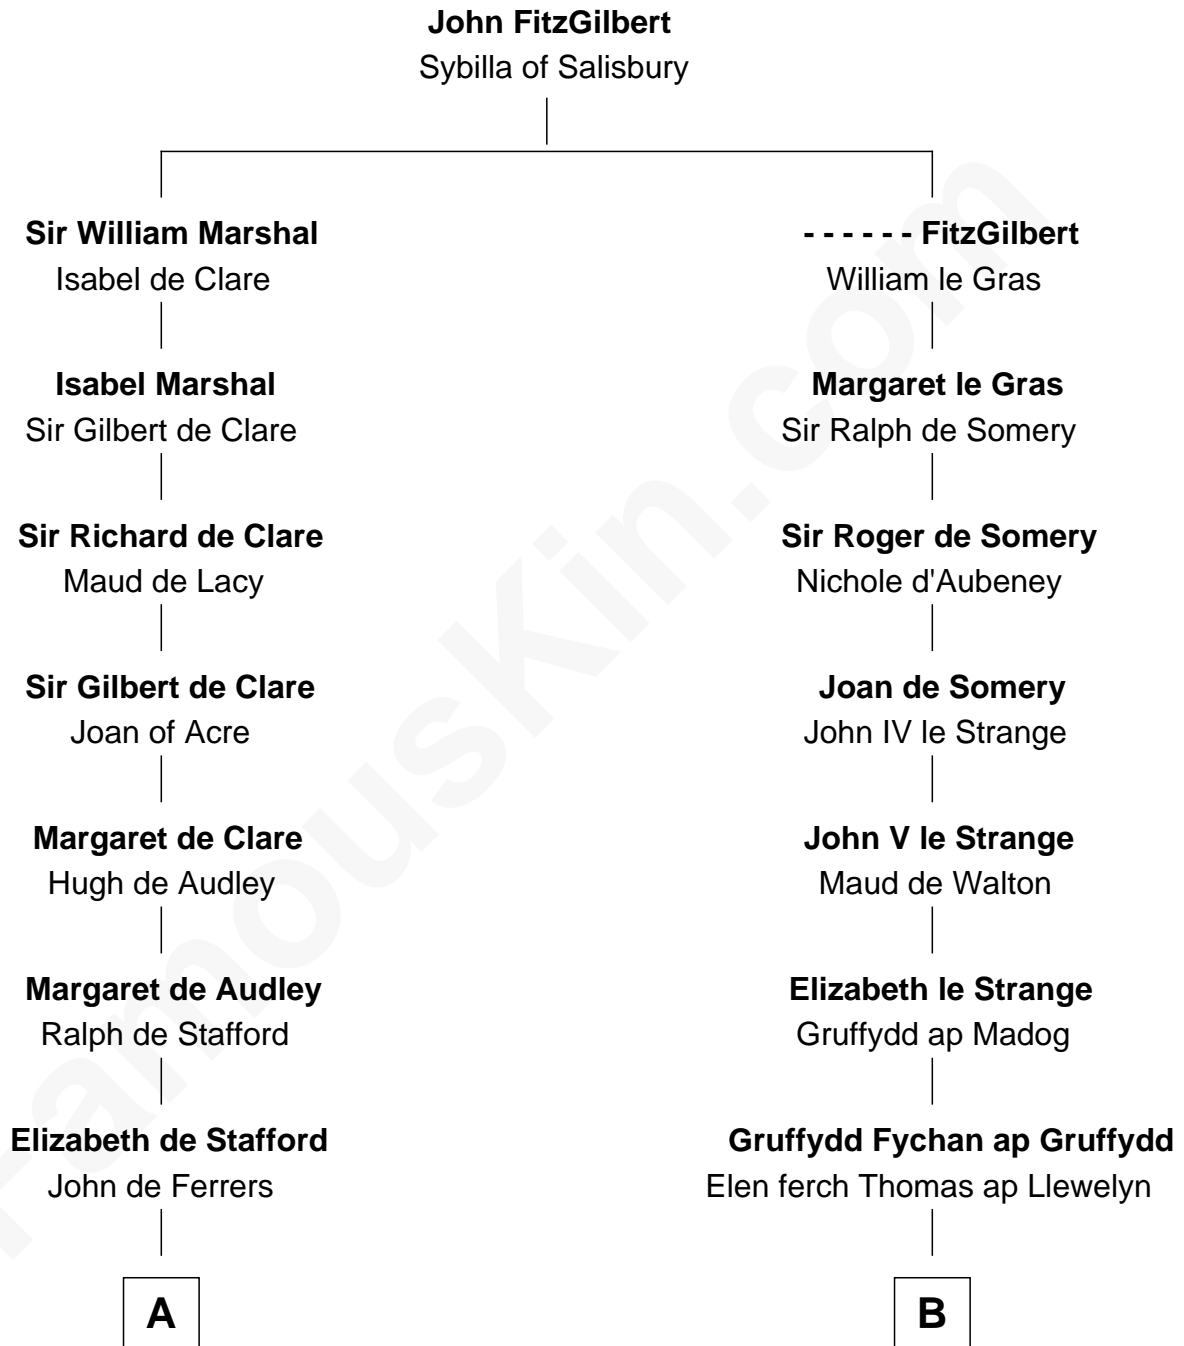 John FitzGilbert
Sybilla of Salisbury
Sir William Marshal
Isabel de Clare
Isabel Marshal
Sir Gilbert de Clare
Sir Richard de Clare
Maud de Lacy
Sir Gilbert de Clare
Joan of Acre
Margaret de Clare
Hugh de Audley
Margaret de Audley
Ralph de Stafford
Elizabeth de Stafford
John de Ferrers
A
- - - - - - FitzGilbert
William le Gras
Margaret le Gras
Sir Ralph de Somery
Sir Roger de Somery
Nichole d'Aubeney
Joan de Somery
John IV le Strange
John V le Strange
Maud de Walton
Elizabeth le Strange
Gruffydd ap Madog
Gruffydd Fychan ap Gruffydd
Elen ferch Thomas ap Llewelyn
B
FamousKin.com